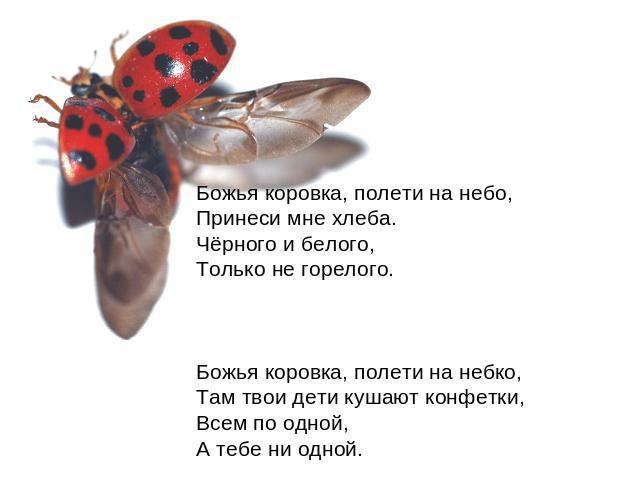 Божья коровка, полети на небо,
Принеси мне хлеба.
Чёрного и белого,
Только не горелого.
Божья коровка, полети на небко,
Там твои дети кушают конфетки,
Всем по одной,
А тебе ни одной.